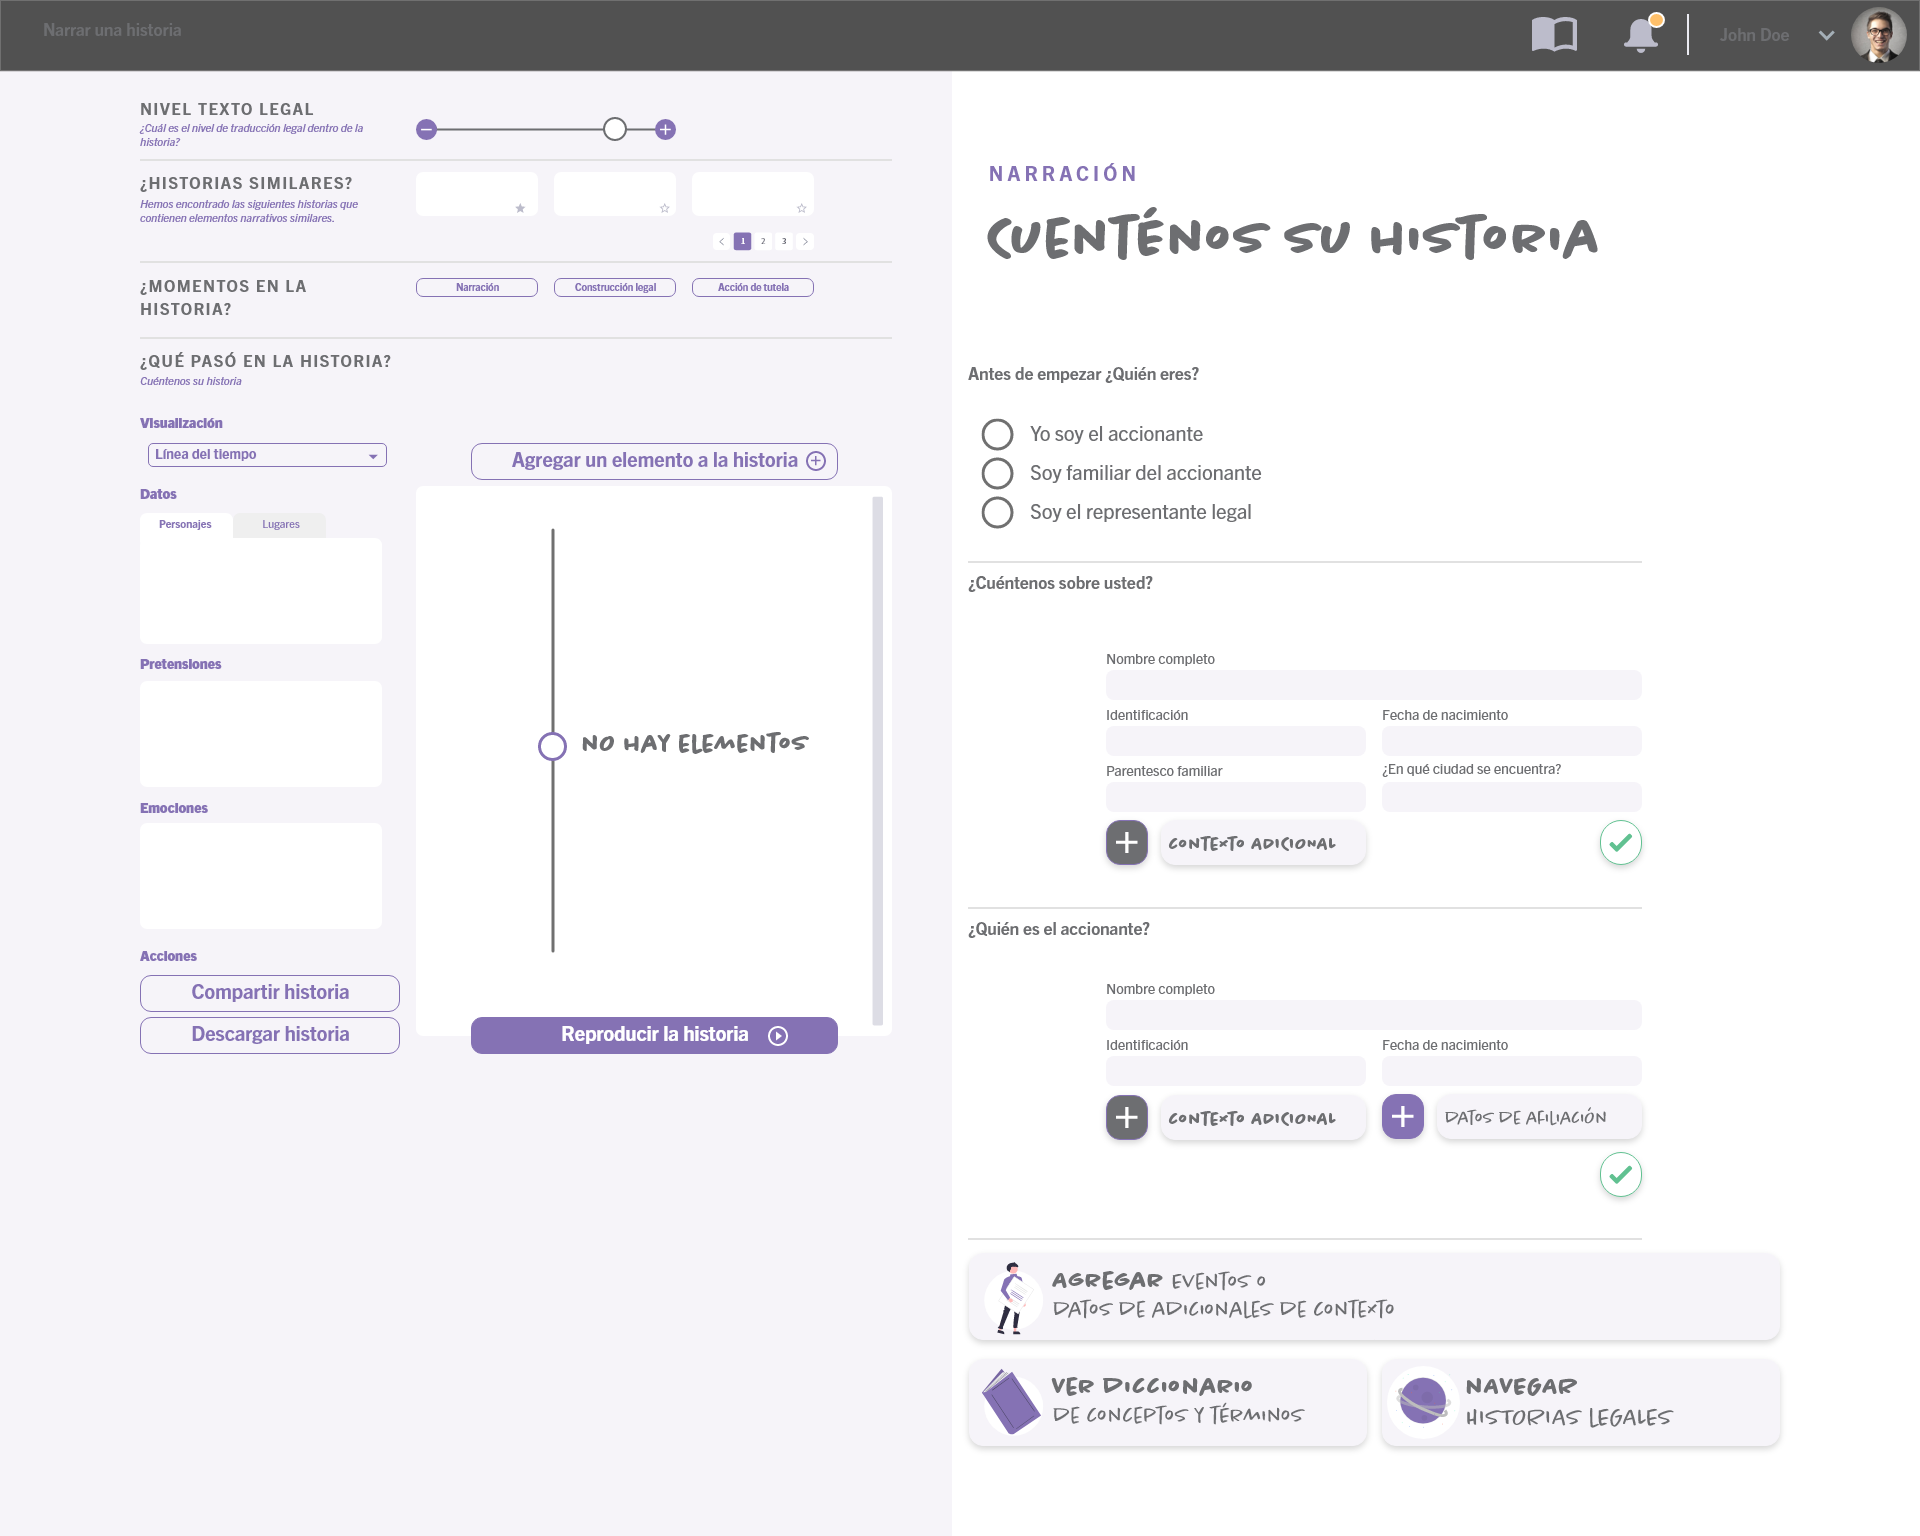 Narrar una historia
John Doe
NIVEL TEXTO LEGAL
¿Cuál es el nivel de traducción legal dentro de la
historia?
¿HISTORIAS SIMILARES?
Hemos encontrado las siguientes historias que
contienen elementos narrativos similares.
1 2 3
¿MOMENTOS EN LA
HISTORIA?
Narración
Construcción legal
Acción de tutela
¿QUÉ PASÓ EN LA HISTORIA?
Cuéntenos su historia
Visualización
Línea del tiempo
Agregar un elemento a la historia
Datos
Personajes
Lugares
NO HAY ELEMENTOS
Pretensiones
Emociones
Acciones
Compartir historia
Descargar historia
Reproducir la historia
NARRACIÓN
CUENTÉNOS SU HISTORIA
Antes de empezar ¿Quién eres?
Yo soy el accionante
Soy familiar del accionante
Soy el representante legal
¿Cuéntenos sobre usted?
Nombre completo
Identificación
Fecha de nacimiento
Parentesco familiar
¿En qué ciudad se encuentra?
CONTEXTO ADICIONAL
¿Quién es el accionante?
Nombre completo
Identificación
Fecha de nacimiento
CONTEXTO ADICIONAL
DATOS DE AFILIACIÓN
AGREGAR EVENTOS O
DATOS DE ADICIONALES DE CONTEXTO
VER DICCIONARIO
DE CONCEPTOS Y TÉRMINOS
NAVEGAR
HISTORIAS LEGALES